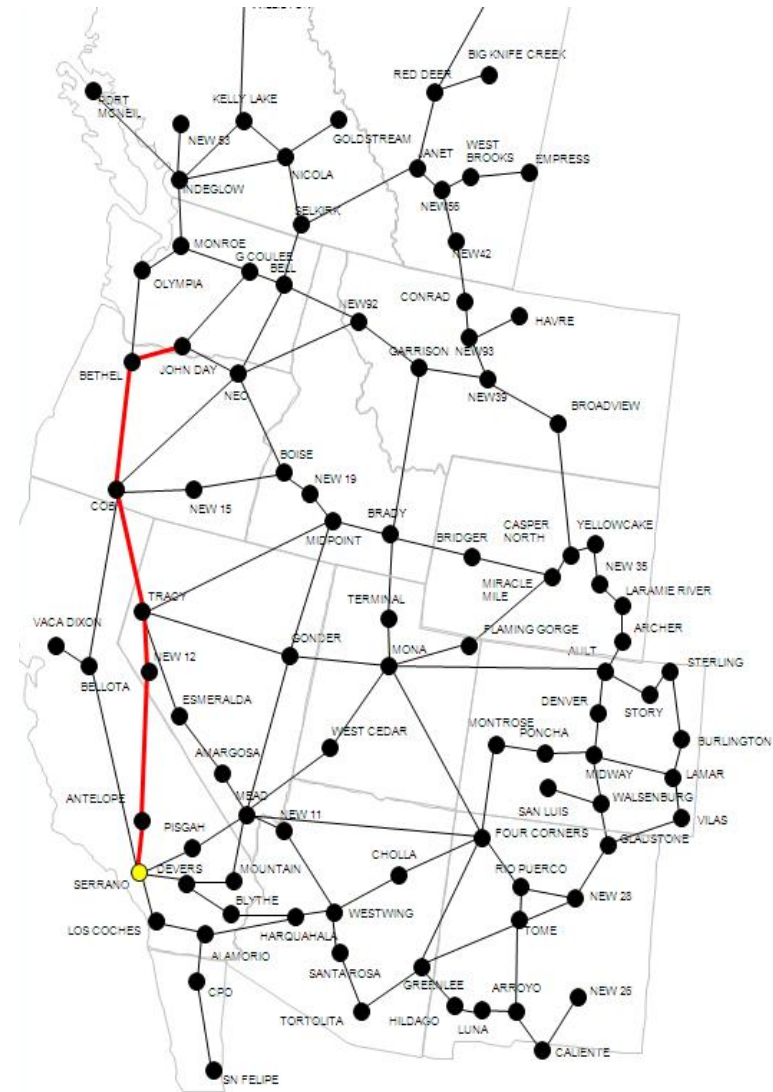 BIG KNIFE CREEK
RED DEER
PORT
MCNEIL
KELLY LAKE
NEW 53
GOLDSTREAM
JANET
WEST
BROOKS
EMPRESS
NICOLA
INDEGLOW
NEW56
SELKIRK
MONROE
NEW42
G COULEE
BELL
OLYMPIA
CONRAD
NEW92
HAVRE
GARRISON
NEW93
BETHEL
JOHN DAY
NEO
NEW39
BROADVIEW
BOISE
NEW 19
COB
NEW 15
BRADY
MIDPOINT
BRIDGER
CASPER
NORTH
YELLOWCAKE
MIRACLE
MILE
NEW 35
LARAMIE RIVER
TRACY
TERMINAL
ARCHER
VACA DIXON
FLAMING GORGE
GONDER
MONA
AULT
STERLING
NEW 12
BELLOTA
ESMERALDA
DENVER
STORY
WEST CEDAR
MONTROSE
PONCHA
BURLINGTON
AMARGOSA
MIDWAY
LAMAR
MEAD
SAN LUIS
WALSENBURG
ANTELOPE
PISGAH
NEW 11
FOUR CORNERS
VILAS
GLADSTONE
CHOLLA
DEVERS
RIO PUERCO
SERRANO
MOUNTAIN
BLYTHE
NEW 28
WESTWING
LOS COCHES
HARQUAHALA
TOME
ALAMORIO
SANTA ROSA
GREENLEE
ARROYO
CPO
HILDAGO
LUNA
NEW 26
TORTOLITA
CALIENTE
SN FELIPE